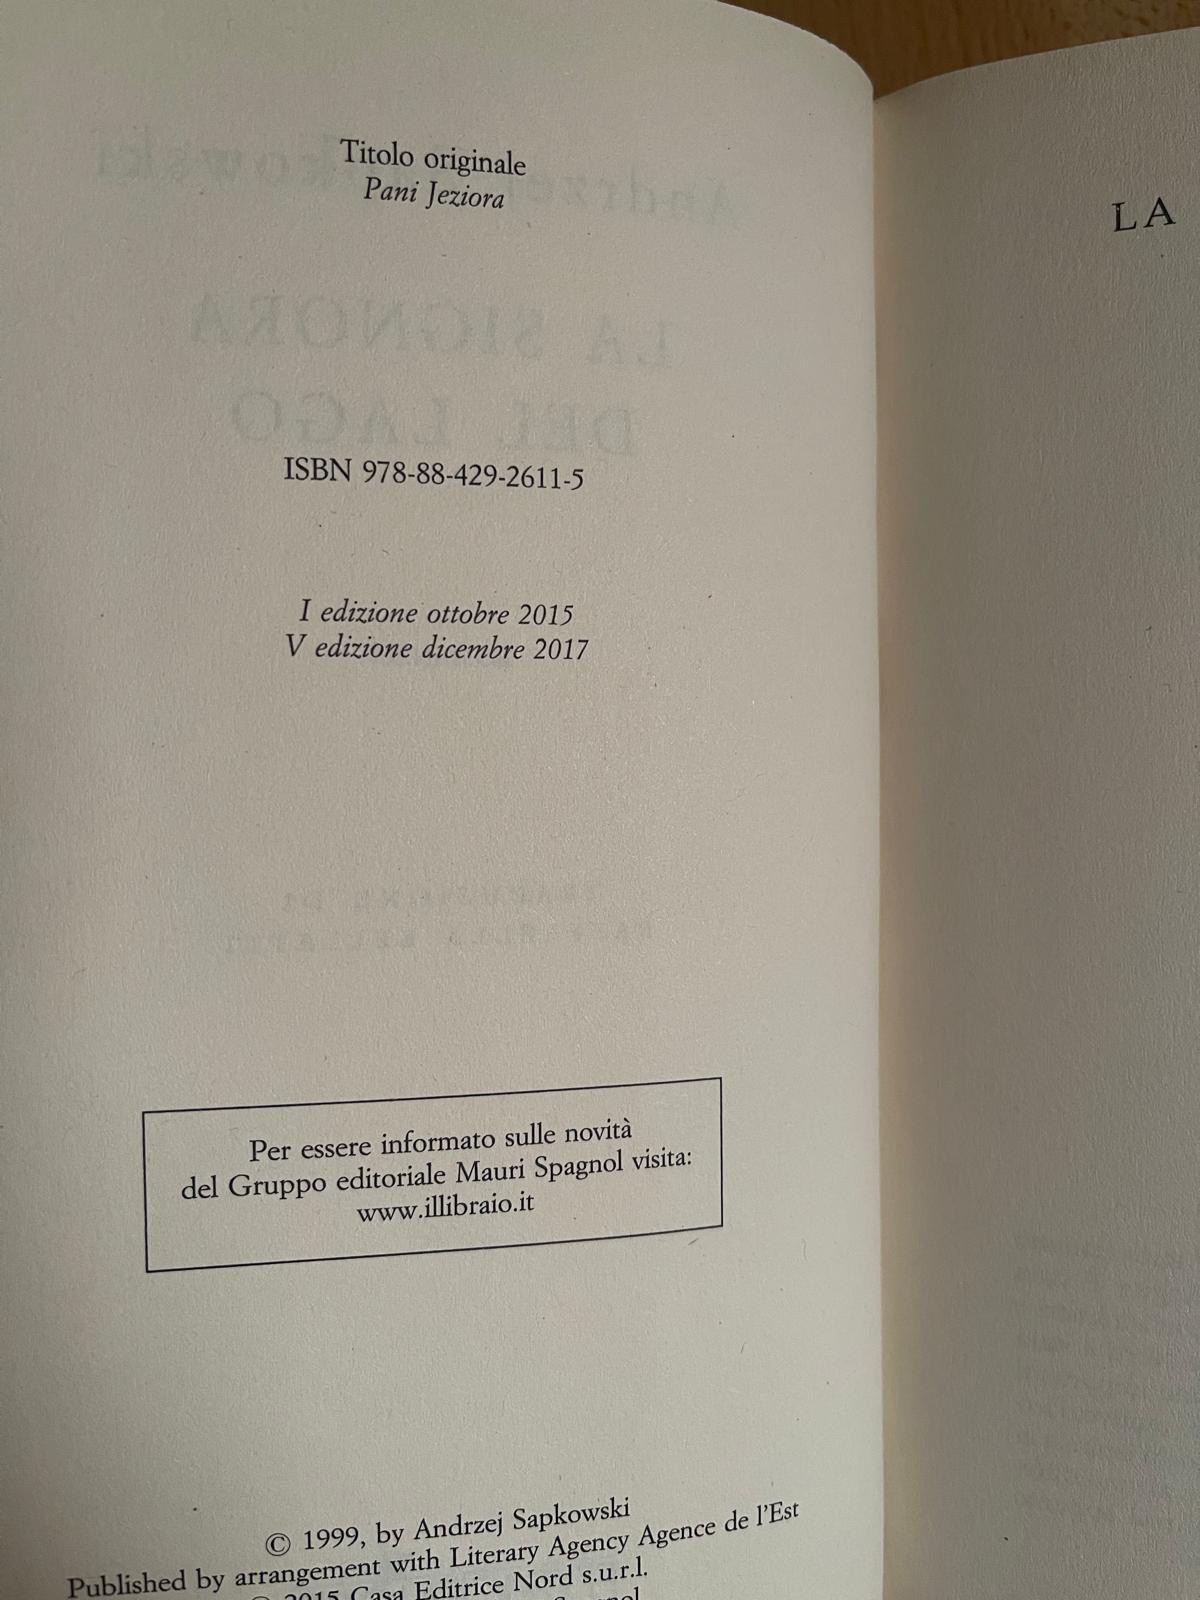 Titolo originale
Pani Jeziora
ISBN 978-88-429-2611-5
I edizione ottobre 2015
V edizione dicembre 2017
Per essere informato sulle novità
del Gruppo editoriale Mauri Spagnol visita:
www.illibraio.it
© 1999, by Andrzej Sapkowski
Published by arrangement with Literary Agency Agence de l'Est
© 2015 Casa Editrice Nord s.u.r.l.
Spagnol
LA